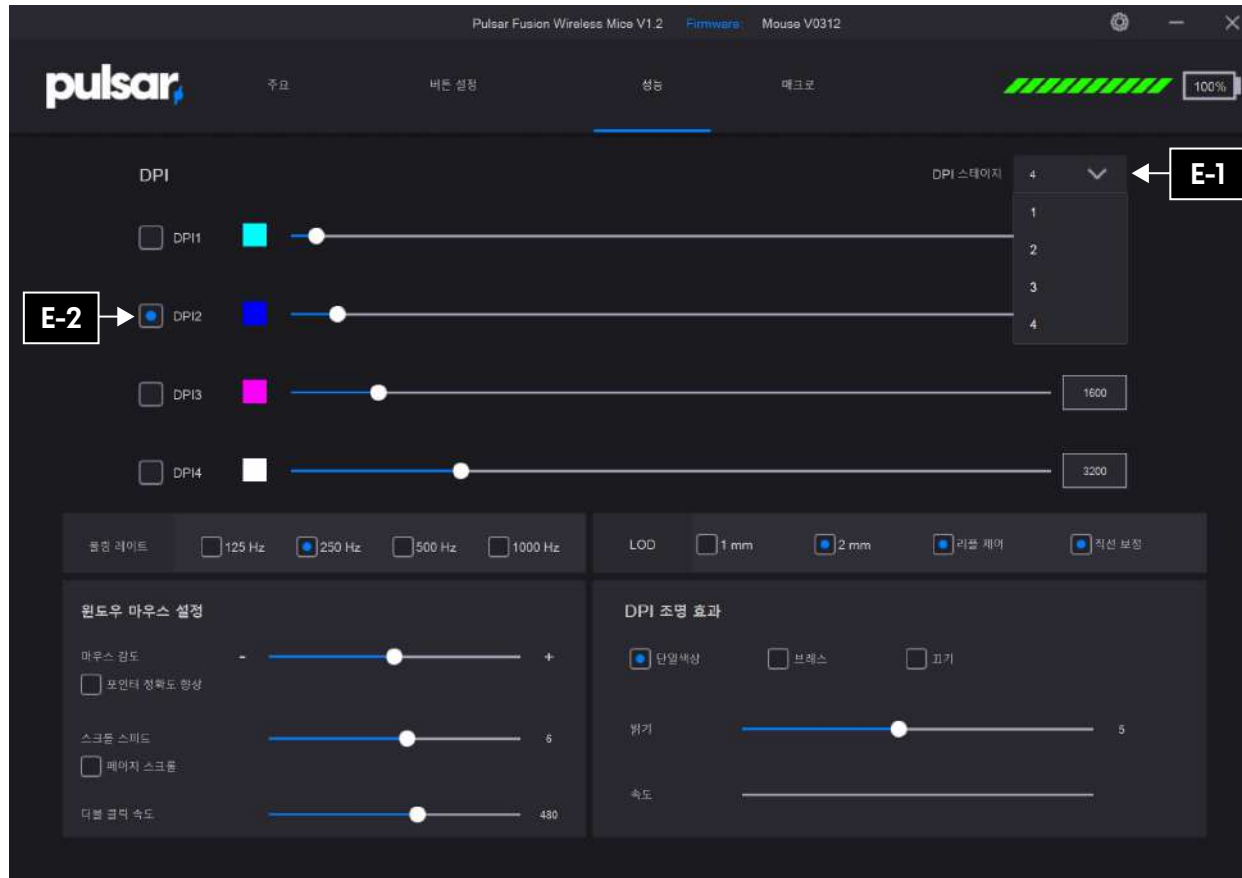 Pulsar Fusion Wireless Mice V1.2 Firmware: Mouse V0312
pulsar
주요 버튼 설정 성능 매크로 100%
DPI DPI 스테이지 4 E-1
1
DPI1
2
3
E-2 DPI2
4
DPI3 1600
DPI4 3200
폴링 레이트 125 Hz 250 Hz 500 Hz 1000 Hz LOD 1 mm 2 mm 리플 제어 직선 보정
윈도우 마우스 설정 DPI 조명 효과
마우스 감도 - + 단일색상 브레스 끄기
포인터 정확도 향상
스크롤 스피드 6 밝기 5
페이지 스크롤
더블 클릭 속도 480 속도